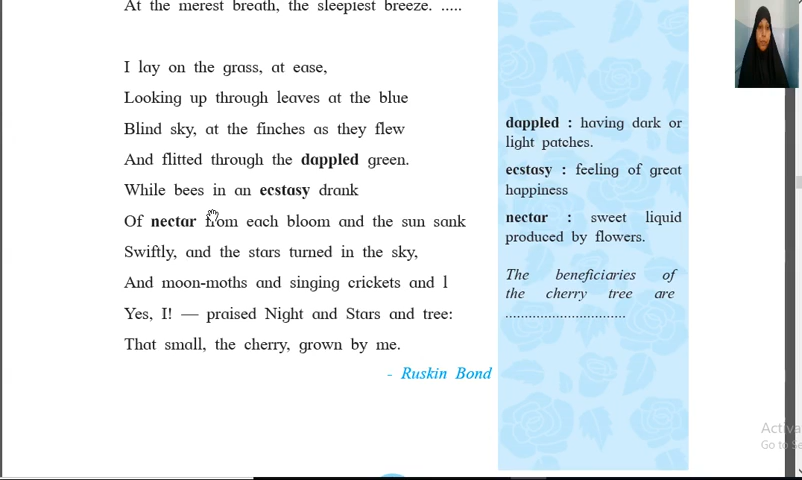 At the merest breath, the sleepiest breeze. .....
I lay on the grass, at ease,
Looking up through leaves at the blue
Blind sky, at the finches as they flew
And flitted through the dappled green.
While bees in an ecstasy drank
Of nectar from each bloom and the sun sank
Swiftly, and the stars turned in the sky,
And moon-moths and singing crickets and l
Yes, I! — praised Night and Stars and tree:
That small, the cherry, grown by me.
- Ruskin Bond
dappled : having dark or
light patches.
ecstasy : feeling of great
happiness
nectar : sweet liquid
produced by flowers.
The beneficiaries of
the cherry tree are
...............................
Activa
Go to Se